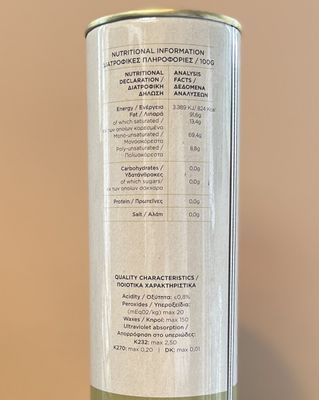 NUTRITIONAL INFORMATION
ΔΙΑΤΡΟΦΙΚΕΣ ΠΛΗΡΟΦΟΡΙΕΣ / 100G
NUTRITIONAL DECLARATION / ΔΙΑΤΡΟΦΙΚΗ ΔΗΛΩΣΗ
ANALYSIS FACTS / ΔΕΔΟΜΕΝΑ ΑΝΑΛΥΣΕΩΝ
Energy / Ενέργεια 3.389 KJ/ 824 Kcal
Fat / Λιπαρά 91,6g
of which saturated / 13,4g
εκ των οποίων κορεσμένα
Mono-unsaturated / 69,4g
Μονοακόρεστα
Poly-unsaturated / 8,8g
Πολυακόρεστα
Carbohydrates / 0,0g
Υδατάνθρακες
of which sugars/ 0,0g
εκ των οποίων σάκχαρα
Protein / Πρωτεΐνες 0,0g
Salt / Αλάτι 0,0g
QUALITY CHARACTERISTICS /
ΠΟΙΟΤΙΚΑ ΧΑΡΑΚΤΗΡΙΣΤΙΚΑ
Acidity / Οξύτητα: ≤0,8%
Peroxides / Υπεροξείδια:
(mEqO2/kg) max 20
Waxes / Κηροί: max 150
Ultraviolet absorption /
Απορρόφηση στο υπεριώδες:
K232: max 2,50
K270: max 0,20 | DK: max 0,01